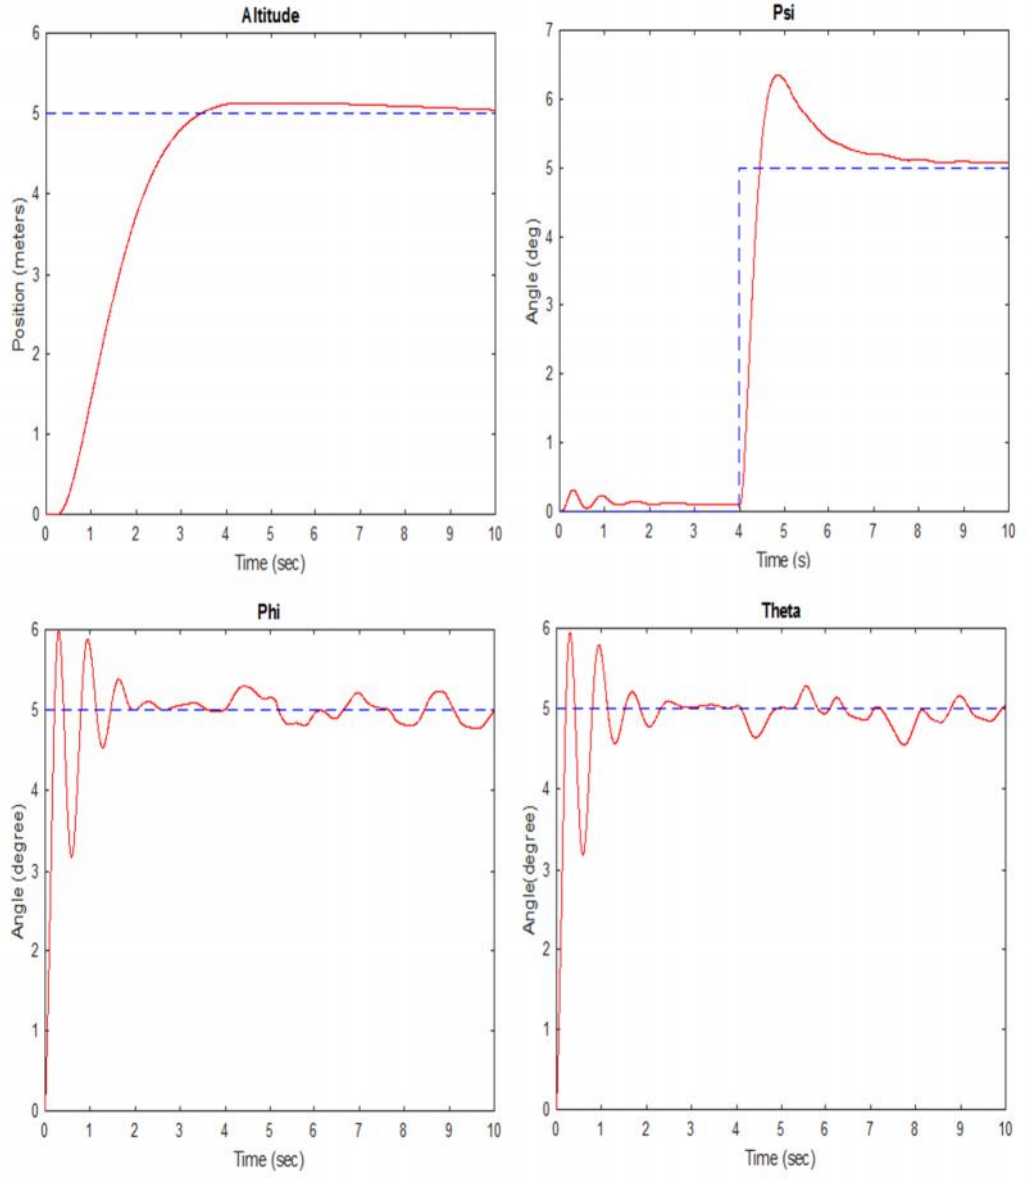 Altitude
6
5
4
3
2
1
0
Position (meters)
0 1 2 3 4 5 6 7 8 9 10
Time (sec)
Psi
7
6
5
4
3
2
1
0
Angle (deg)
0 1 2 3 4 5 6 7 8 9 10
Time (s)
Phi
6
5
4
3
2
1
0
Angle (degree)
0 1 2 3 4 5 6 7 8 9 10
Time (sec)
Theta
6
5
4
3
2
1
0
Angle(degree)
0 1 2 3 4 5 6 7 8 9 10
Time (sec)